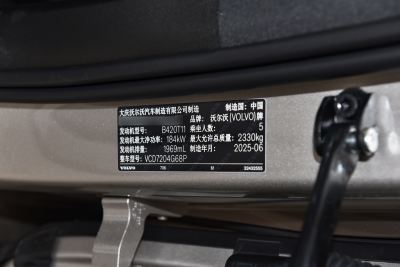 大庆沃尔沃汽车制造有限公司制造 制造国: 中国
品牌: 沃尔沃(VOLVO)牌
发动机型号: B420T11 乘坐人数: 5
发动机最大净功率: 184kW 最大允许总质量: 2330kg
发动机排量: 1969mL 制造年月: 2025-06
整车型号: VCD7204G68P
VOLVO 32432555